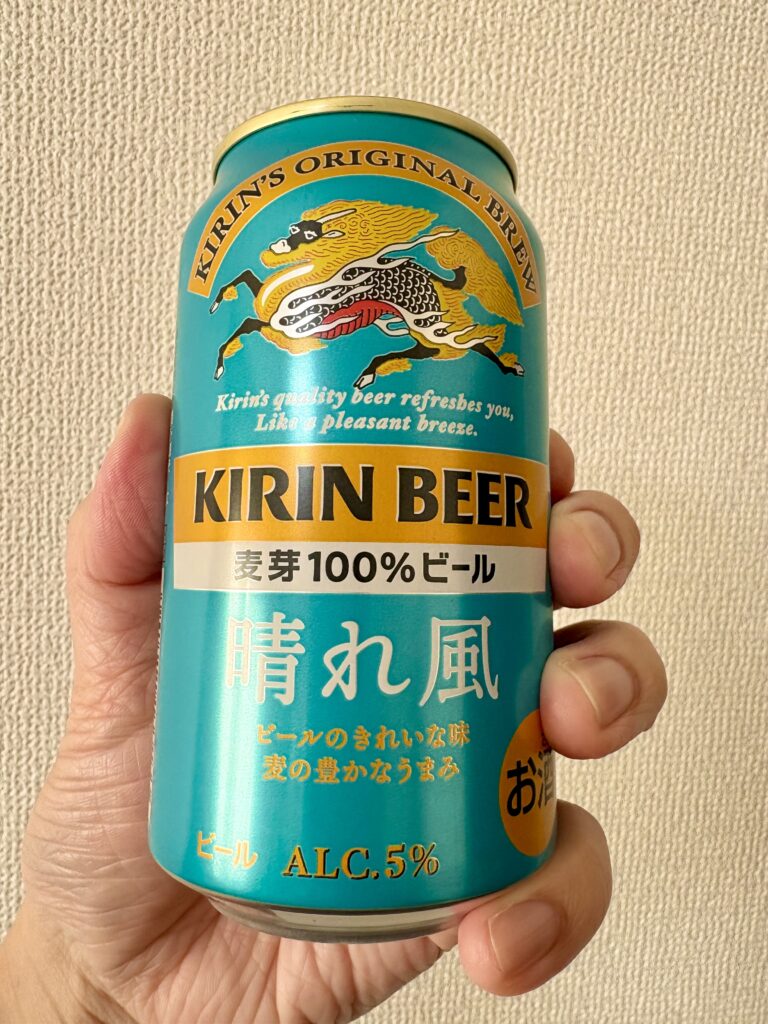 KIRIN'S ORIGINAL BREW
Kirin's quality beer refreshes you,
Like a pleasant breeze.
KIRIN BEER
麦芽100%ビール
晴れ風
ビールのきれいな味
麦の豊かなうまみ
お酒
ビール ALC.5%